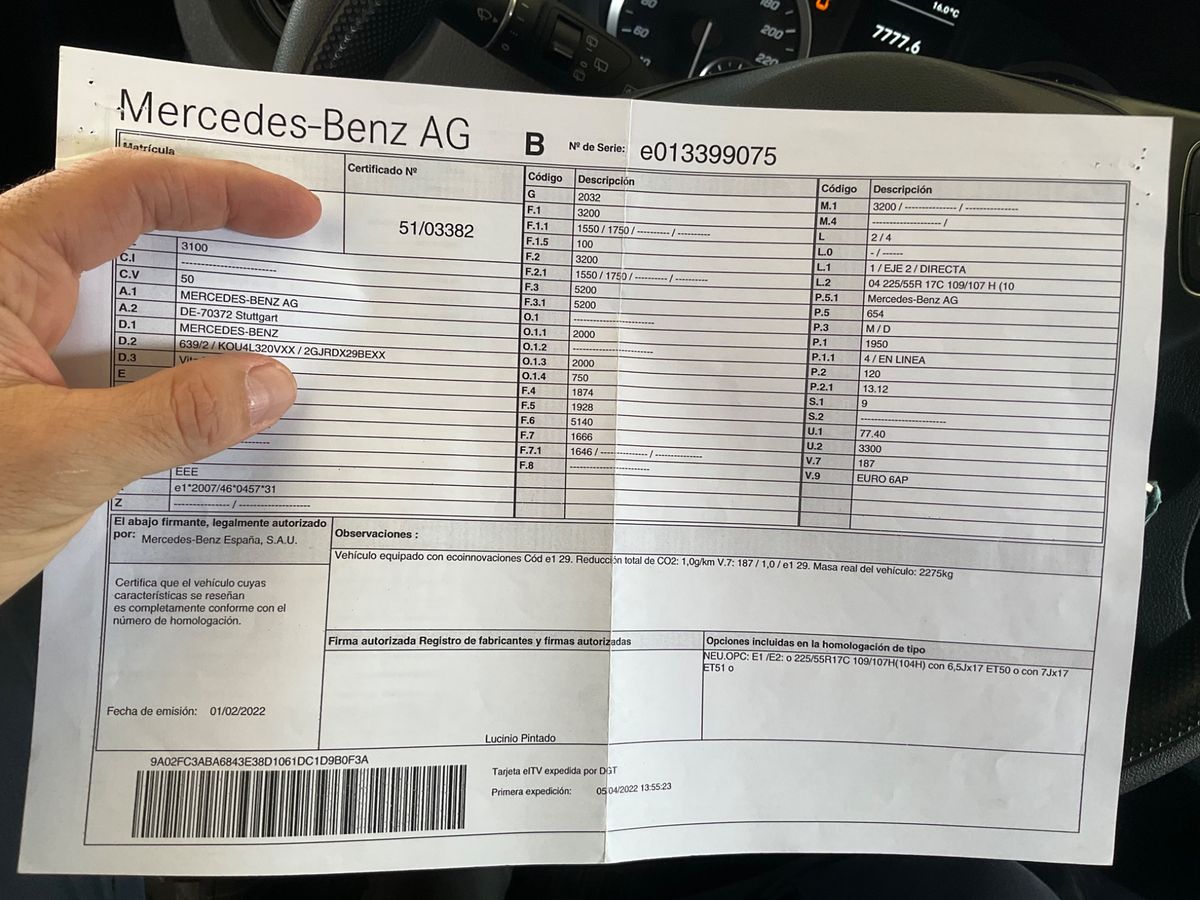 60
180
200
220
16.0°C
7777.6
Mercedes-Benz AG
B Nº de Serie: e013399075
Matrícula
Certificado Nº
51/03382
3100
C.I -----------------------
C.V 50
A.1 MERCEDES-BENZ AG
A.2 DE-70372 Stuttgart
D.1 MERCEDES-BENZ
D.2 639/2 / KOU4L320VXX / 2GJRDX29BEXX
D.3
E
EEE
e1*2007/46*0457*31
Z -------------- / ------------------
Código Descripción
G 2032
F.1 3200
F.1.1 1550 / 1750 / ---------- / ----------
F.1.5 100
F.2 3200
F.2.1 1550 / 1750 / ---------- / ----------
F.3 5200
F.3.1 5200
O.1 -----------------------
O.1.1 2000
O.1.2 -----------------------
O.1.3 2000
O.1.4 750
F.4 1874
F.5 1928
F.6 5140
F.7 1666
F.7.1 1646 / -------------- / --------------
F.8 -----------------------
Código Descripción
M.1 3200 / --------------- / ---------------
M.4 -------------------- /
L 2 / 4
L.0 - / ------
L.1 1 / EJE 2 / DIRECTA
L.2 04 225/55R 17C 109/107 H (10
P.5.1 Mercedes-Benz AG
P.5 654
P.3 M / D
P.1 1950
P.1.1 4 / EN LINEA
P.2 120
P.2.1 13.12
S.1 9
S.2 -----------------------
U.1 77.40
U.2 3300
V.7 187
V.9 EURO 6AP
El abajo firmante, legalmente autorizado
por: Mercedes-Benz España, S.A.U.
Certifica que el vehículo cuyas
características se reseñan
es completamente conforme con el
número de homologación.
Fecha de emisión: 01/02/2022
Observaciones :
Vehículo equipado con ecoinnovaciones Cód e1 29. Reducción total de CO2: 1,0g/km V.7: 187 / 1,0 / e1 29. Masa real del vehículo: 2275kg
Firma autorizada Registro de fabricantes y firmas autorizadas
Lucinio Pintado
Opciones incluidas en la homologación de tipo
NEU.OPC: E1 /E2: o 225/55R17C 109/107H(104H) con 6,5Jx17 ET50 o con 7Jx17
ET51 o
9A02FC3ABA6843E38D1061DC1D9B0F3A
Tarjeta eITV expedida por DGT
Primera expedición: 05/04/2022 13:55:23